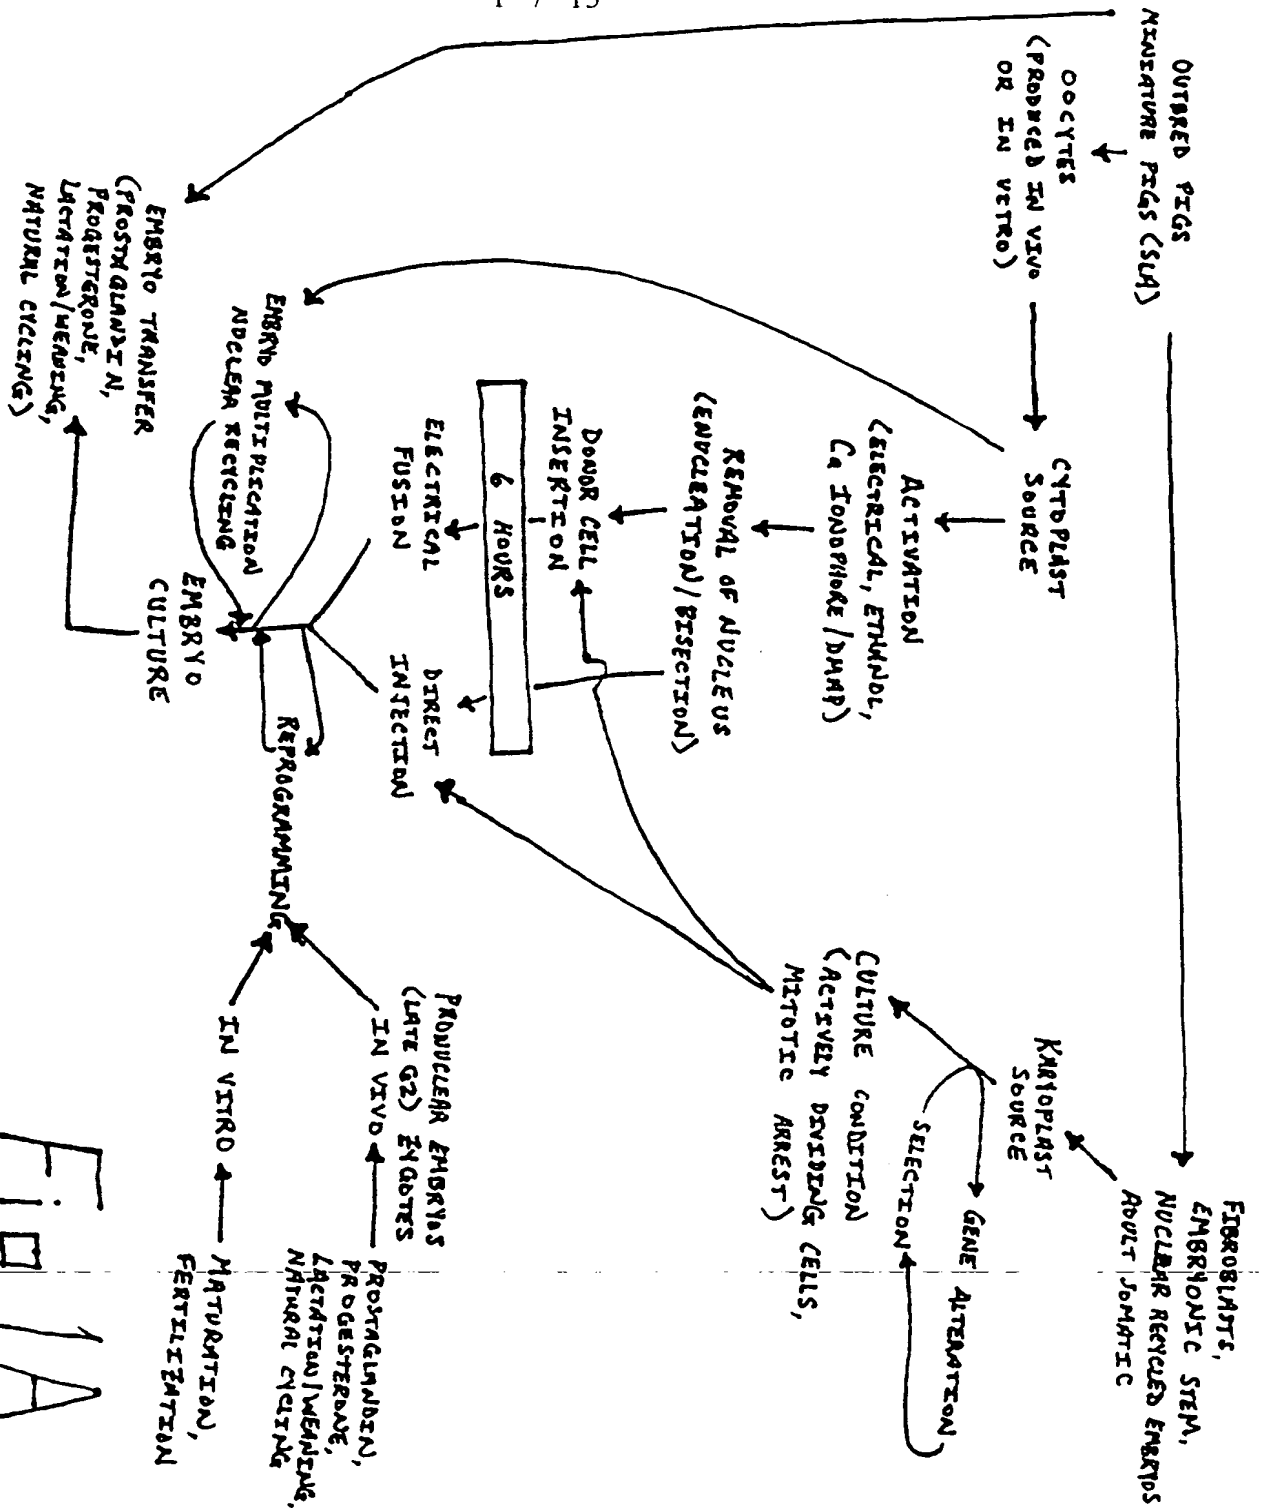 1 / 13
OUTBRED PIGS
MINIATURE PIGS (SLA)
OOCYTES
(PRODUCED IN VIVO
OR IN VITRO)
CYTOPLAST
SOURCE
ACTIVATION
(ELECTRICAL, ETHANOL,
Ca IONOPHORE/DMAP)
REMOVAL OF NUCLEUS
(ENUCLEATION/BISECTION)
DONOR CELL
INSERTION
6 HOURS
ELECTRICAL
FUSION
DIRECT
INJECTION
EMBRYO MULTIPLICATION
NUCLEAR RECYCLING
EMBRYO
CULTURE
EMBRYO TRANSFER
(PROSTAGLANDIN,
PROGESTERONE,
LACTATION/WEANING,
NATURAL CYCLING)
FIBROBLASTS,
EMBRYONIC STEM,
NUCLEAR RECYCLED EMBRYOS
ADULT SOMATIC
KARYOPLAST
SOURCE
GENE ALTERATION,
SELECTION
CULTURE CONDITION
(ACTIVELY DIVIDING CELLS,
MITOTIC ARREST)
REPROGRAMMING
PRONUCLEAR EMBRYOS
(LATE G2) ZYGOTES
IN VIVO
PROSTAGLANDIN,
PROGESTERONE,
LACTATION/WEANING,
NATURAL CYCLING
IN VITRO
MATURATION,
FERTILIZATION
Fig 1A